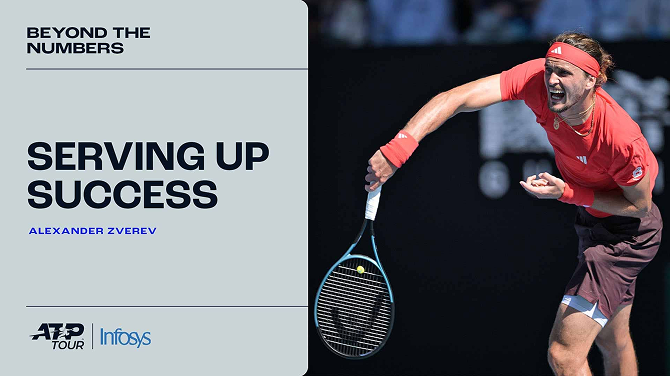 BEYOND THE
NUMBERS
SERVING UP
SUCCESS
ALEXANDER ZVEREV
ATP
TOUR
Infosys